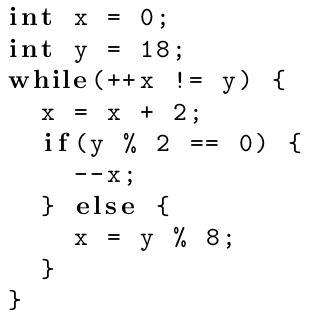 int x = 0;
int y = 18;
while(++x != y) {
  x = x + 2;
  if(y % 2 == 0) {
    --x;
  } else {
    x = y % 8;
  }
}